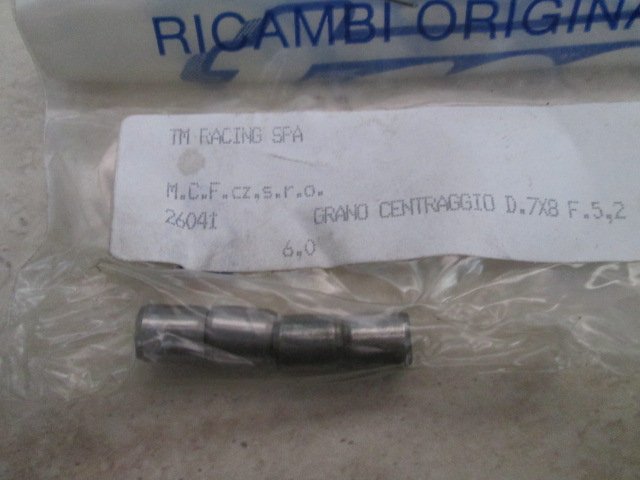 RICAMBI ORIGINA
TM RACING SPA
M.C.F.cz.s.r.o.
26041 GRANO CENTRAGGIO D.7X8 F.5,2
6,0